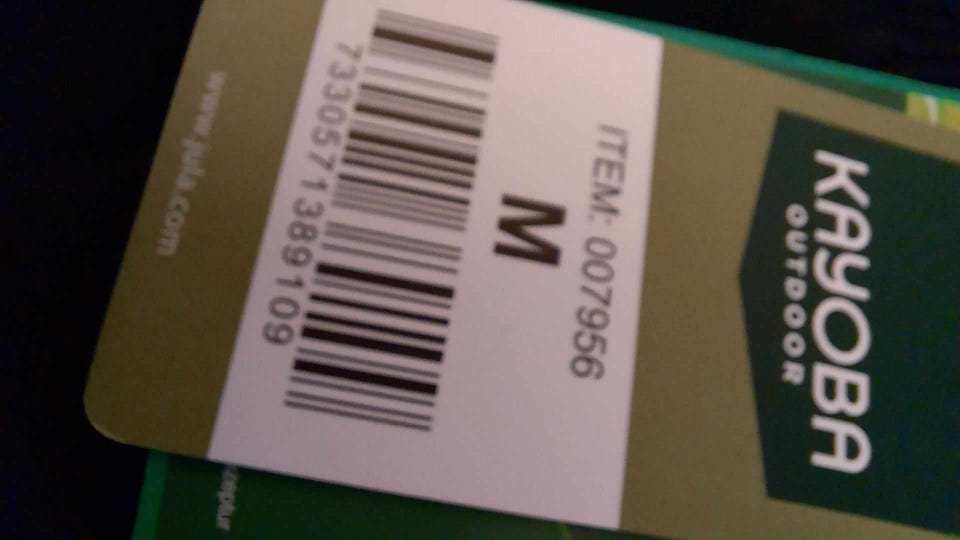 KAYOBA
OUTDOOR
ITEM: 007956
M
7330571389109
www.jula.com